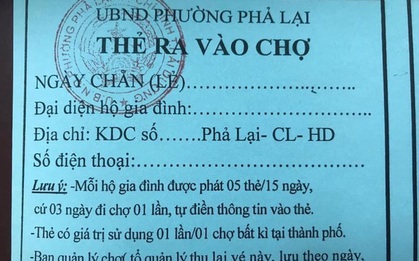 UBND PHƯỜNG PHẢ LẠI
THẺ RA VÀO CHỢ
NGÀY CHẴN (LẺ)..............................
Đại diện hộ gia đình:..............................
Địa chỉ: KDC số.......Phả Lại- CL- HD
Số điện thoại:..............................
Lưu ý: -Mỗi hộ gia đình được phát 05 thẻ/15 ngày,
cứ 03 ngày đi chợ 01 lần, tự điền thông tin vào thẻ.
-Thẻ có giá trị sử dụng 01 lần/01 chợ bất kì tại thành phố.
-Ban quản lý chợ/ tổ quản lý thu lại vé này, lưu theo ngày,